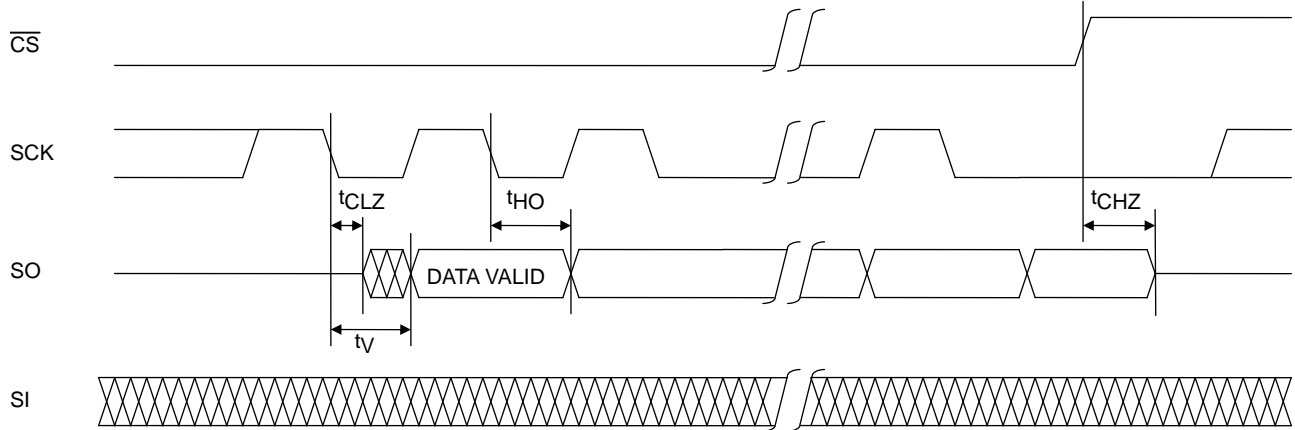 CS
SCK
tCLZ
tHO
tCHZ
SO
DATA VALID
tV
SI